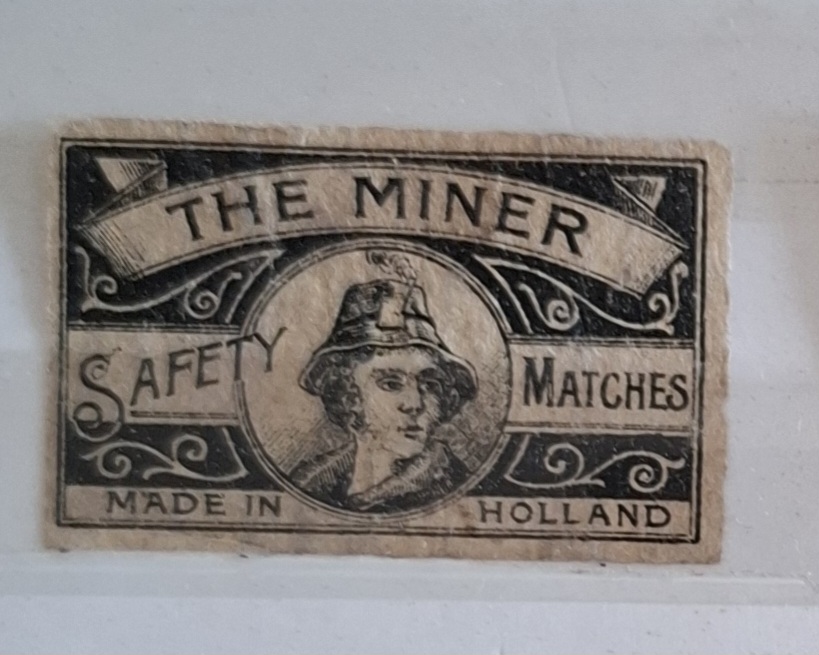 THE MINER
SAFETY MATCHES
MADE IN HOLLAND